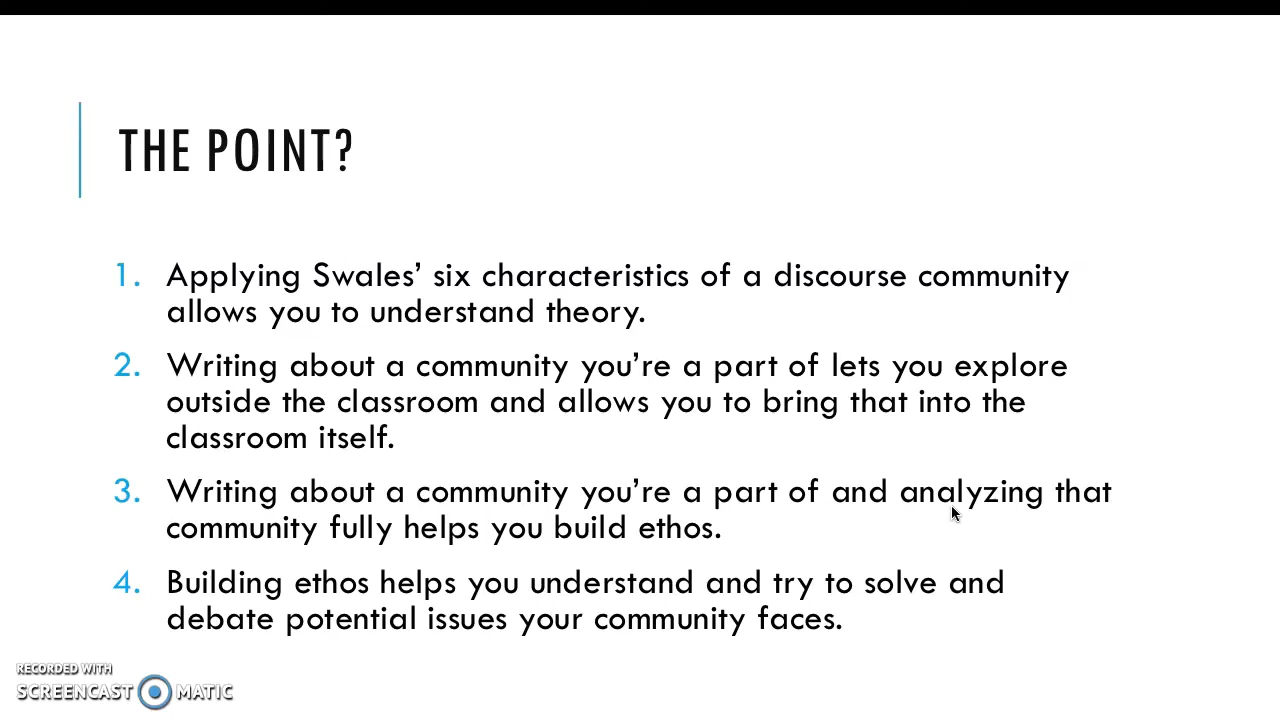 THE POINT?
1. Applying Swales’ six characteristics of a discourse community
allows you to understand theory.
2. Writing about a community you’re a part of lets you explore
outside the classroom and allows you to bring that into the
classroom itself.
3. Writing about a community you’re a part of and analyzing that
community fully helps you build ethos.
4. Building ethos helps you understand and try to solve and
debate potential issues your community faces.
RECORDED WITH
SCREENCAST MATIC